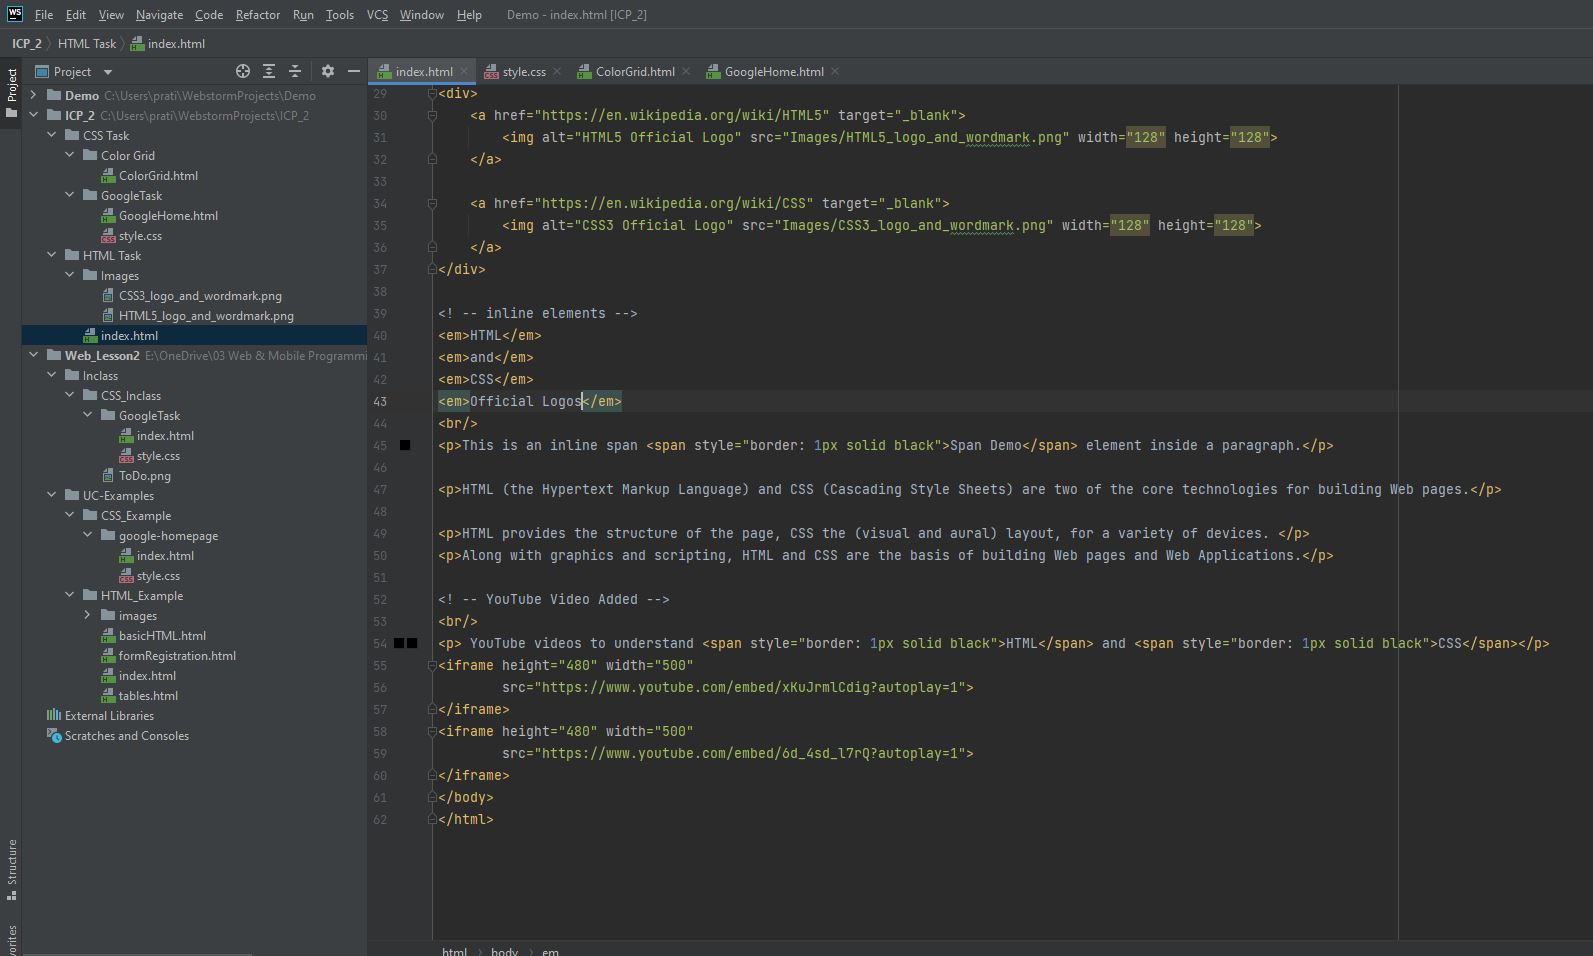 WS File Edit View Navigate Code Refactor Run Tools VCS Window Help Demo - index.html [ICP_2]
ICP_2 HTML Task index.html
Project
Project
index.html style.css ColorGrid.html GoogleHome.html
Demo C:\Users\prati\WebstormProjects\Demo
ICP_2 C:\Users\prati\WebstormProjects\ICP_2
CSS Task
Color Grid
ColorGrid.html
GoogleTask
GoogleHome.html
style.css
HTML Task
Images
CSS3_logo_and_wordmark.png
HTML5_logo_and_wordmark.png
index.html
Web_Lesson2 E:\OneDrive\03 Web & Mobile Programmi
Inclass
CSS_Inclass
GoogleTask
index.html
style.css
ToDo.png
UC-Examples
CSS_Example
google-homepage
index.html
style.css
HTML_Example
images
basicHTML.html
formRegistration.html
index.html
tables.html
External Libraries
Scratches and Consoles
Structure
vorites
29 <div>
30 <a href="https://en.wikipedia.org/wiki/HTML5" target="_blank">
31 <img alt="HTML5 Official Logo" src="Images/HTML5_logo_and_wordmark.png" width="128" height="128">
32 </a>
33
34 <a href="https://en.wikipedia.org/wiki/CSS" target="_blank">
35 <img alt="CSS3 Official Logo" src="Images/CSS3_logo_and_wordmark.png" width="128" height="128">
36 </a>
37 </div>
38
39 <! -- inline elements -->
40 <em>HTML</em>
41 <em>and</em>
42 <em>CSS</em>
43 <em>Official Logos</em>
44 <br/>
45 <p>This is an inline span <span style="border: 1px solid black">Span Demo</span> element inside a paragraph.</p>
46
47 <p>HTML (the Hypertext Markup Language) and CSS (Cascading Style Sheets) are two of the core technologies for building Web pages.</p>
48
49 <p>HTML provides the structure of the page, CSS the (visual and aural) layout, for a variety of devices. </p>
50 <p>Along with graphics and scripting, HTML and CSS are the basis of building Web pages and Web Applications.</p>
51
52 <! -- YouTube Video Added -->
53 <br/>
54 <p> YouTube videos to understand <span style="border: 1px solid black">HTML</span> and <span style="border: 1px solid black">CSS</span></p>
55 <iframe height="480" width="500"
56 src="https://www.youtube.com/embed/xKuJrmlCdig?autoplay=1">
57 </iframe>
58 <iframe height="480" width="500"
59 src="https://www.youtube.com/embed/6d_4sd_l7rQ?autoplay=1">
60 </iframe>
61 </body>
62 </html>
html body em